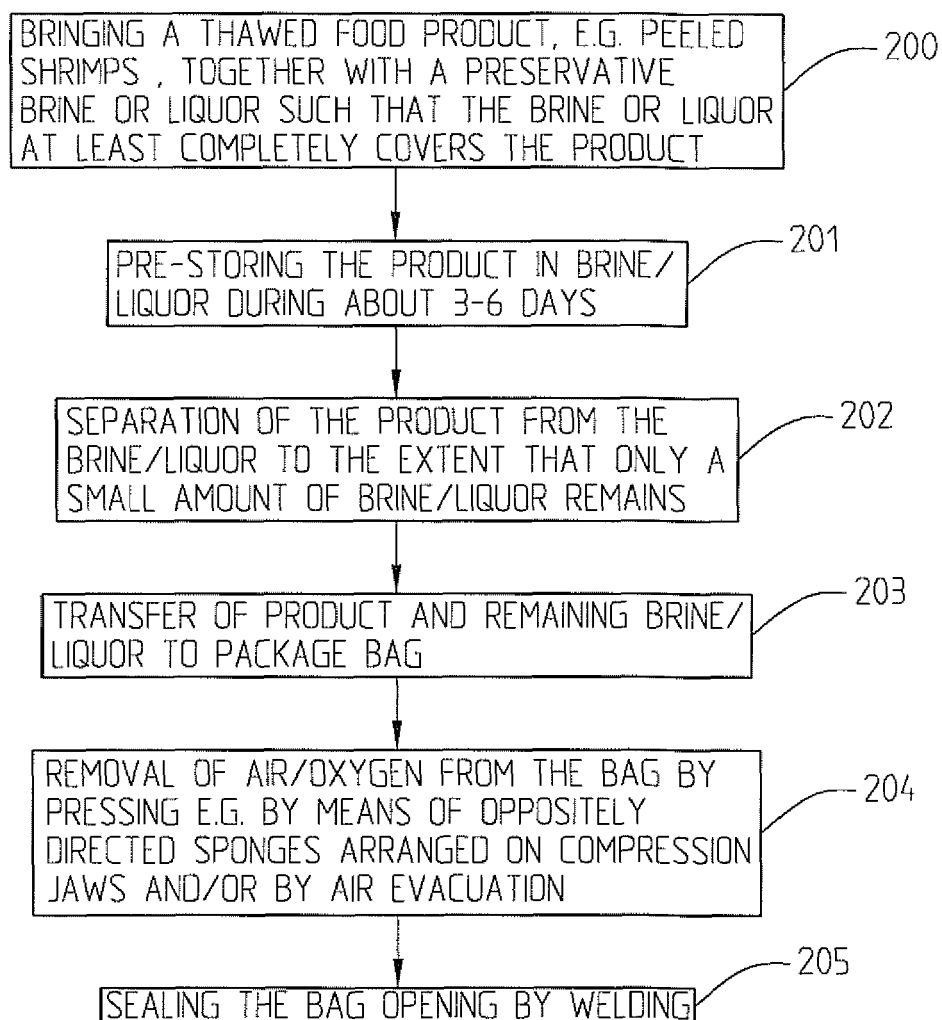 BRINGING A THAWED FOOD PRODUCT, E.G. PEELED
SHRIMPS , TOGETHER WITH A PRESERVATIVE
BRINE OR LIQUOR SUCH THAT THE BRINE OR LIQUOR
AT LEAST COMPLETELY COVERS THE PRODUCT
200
PRE-STORING THE PRODUCT IN BRINE/
LIQUOR DURING ABOUT 3-6 DAYS
201
SEPARATION OF THE PRODUCT FROM THE
BRINE/LIQUOR TO THE EXTENT THAT ONLY A
SMALL AMOUNT OF BRINE/LIQUOR REMAINS
202
TRANSFER OF PRODUCT AND REMAINING BRINE/
LIQUOR TO PACKAGE BAG
203
REMOVAL OF AIR/OXYGEN FROM THE BAG BY
PRESSING E.G. BY MEANS OF OPPOSITELY
DIRECTED SPONGES ARRANGED ON COMPRESSION
JAWS AND/OR BY AIR EVACUATION
204
SEALING THE BAG OPENING BY WELDING
205